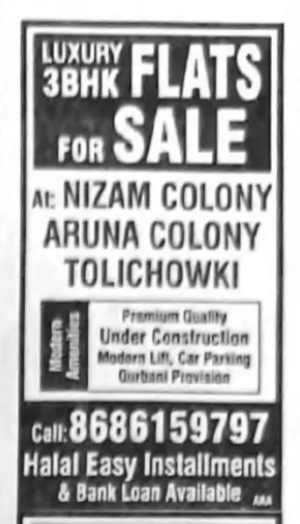 LUXURY
3BHK FLATS
FOR SALE
At: NIZAM COLONY
ARUNA COLONY
TOLICHOWKI
Modern
Amenities
Premium Quality
Under Construction
Modern Lift, Car Parking
Qurbani Provision
Call: 8686159797
Halal Easy Installments
& Bank Loan Available AAA